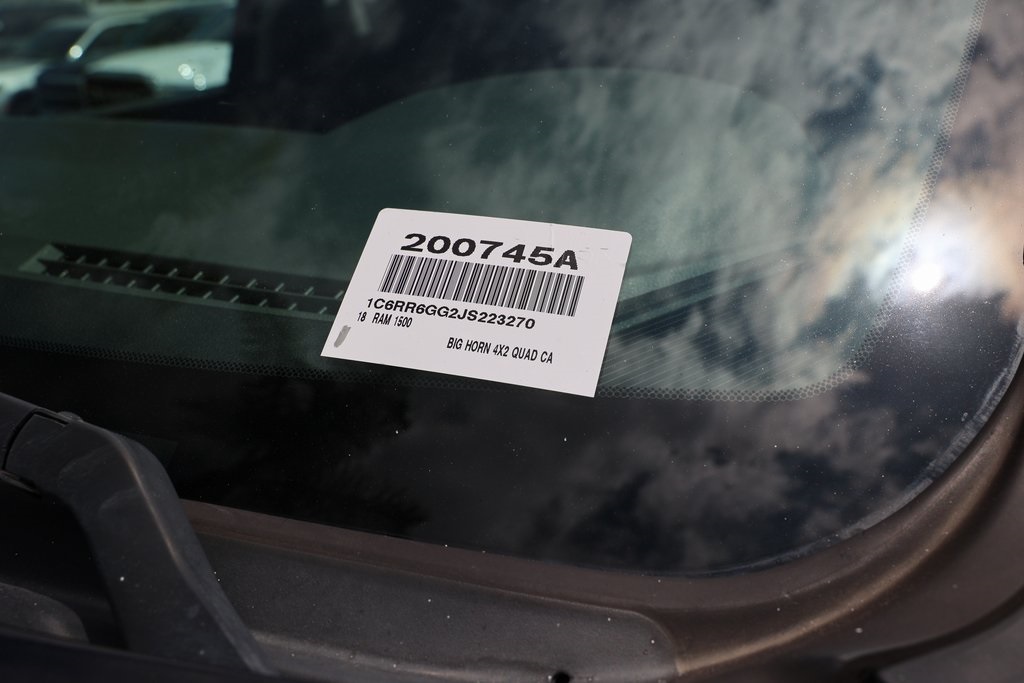 200745A
1C6RR6GG2JS223270
18 RAM 1500
BIG HORN 4X2 QUAD CA